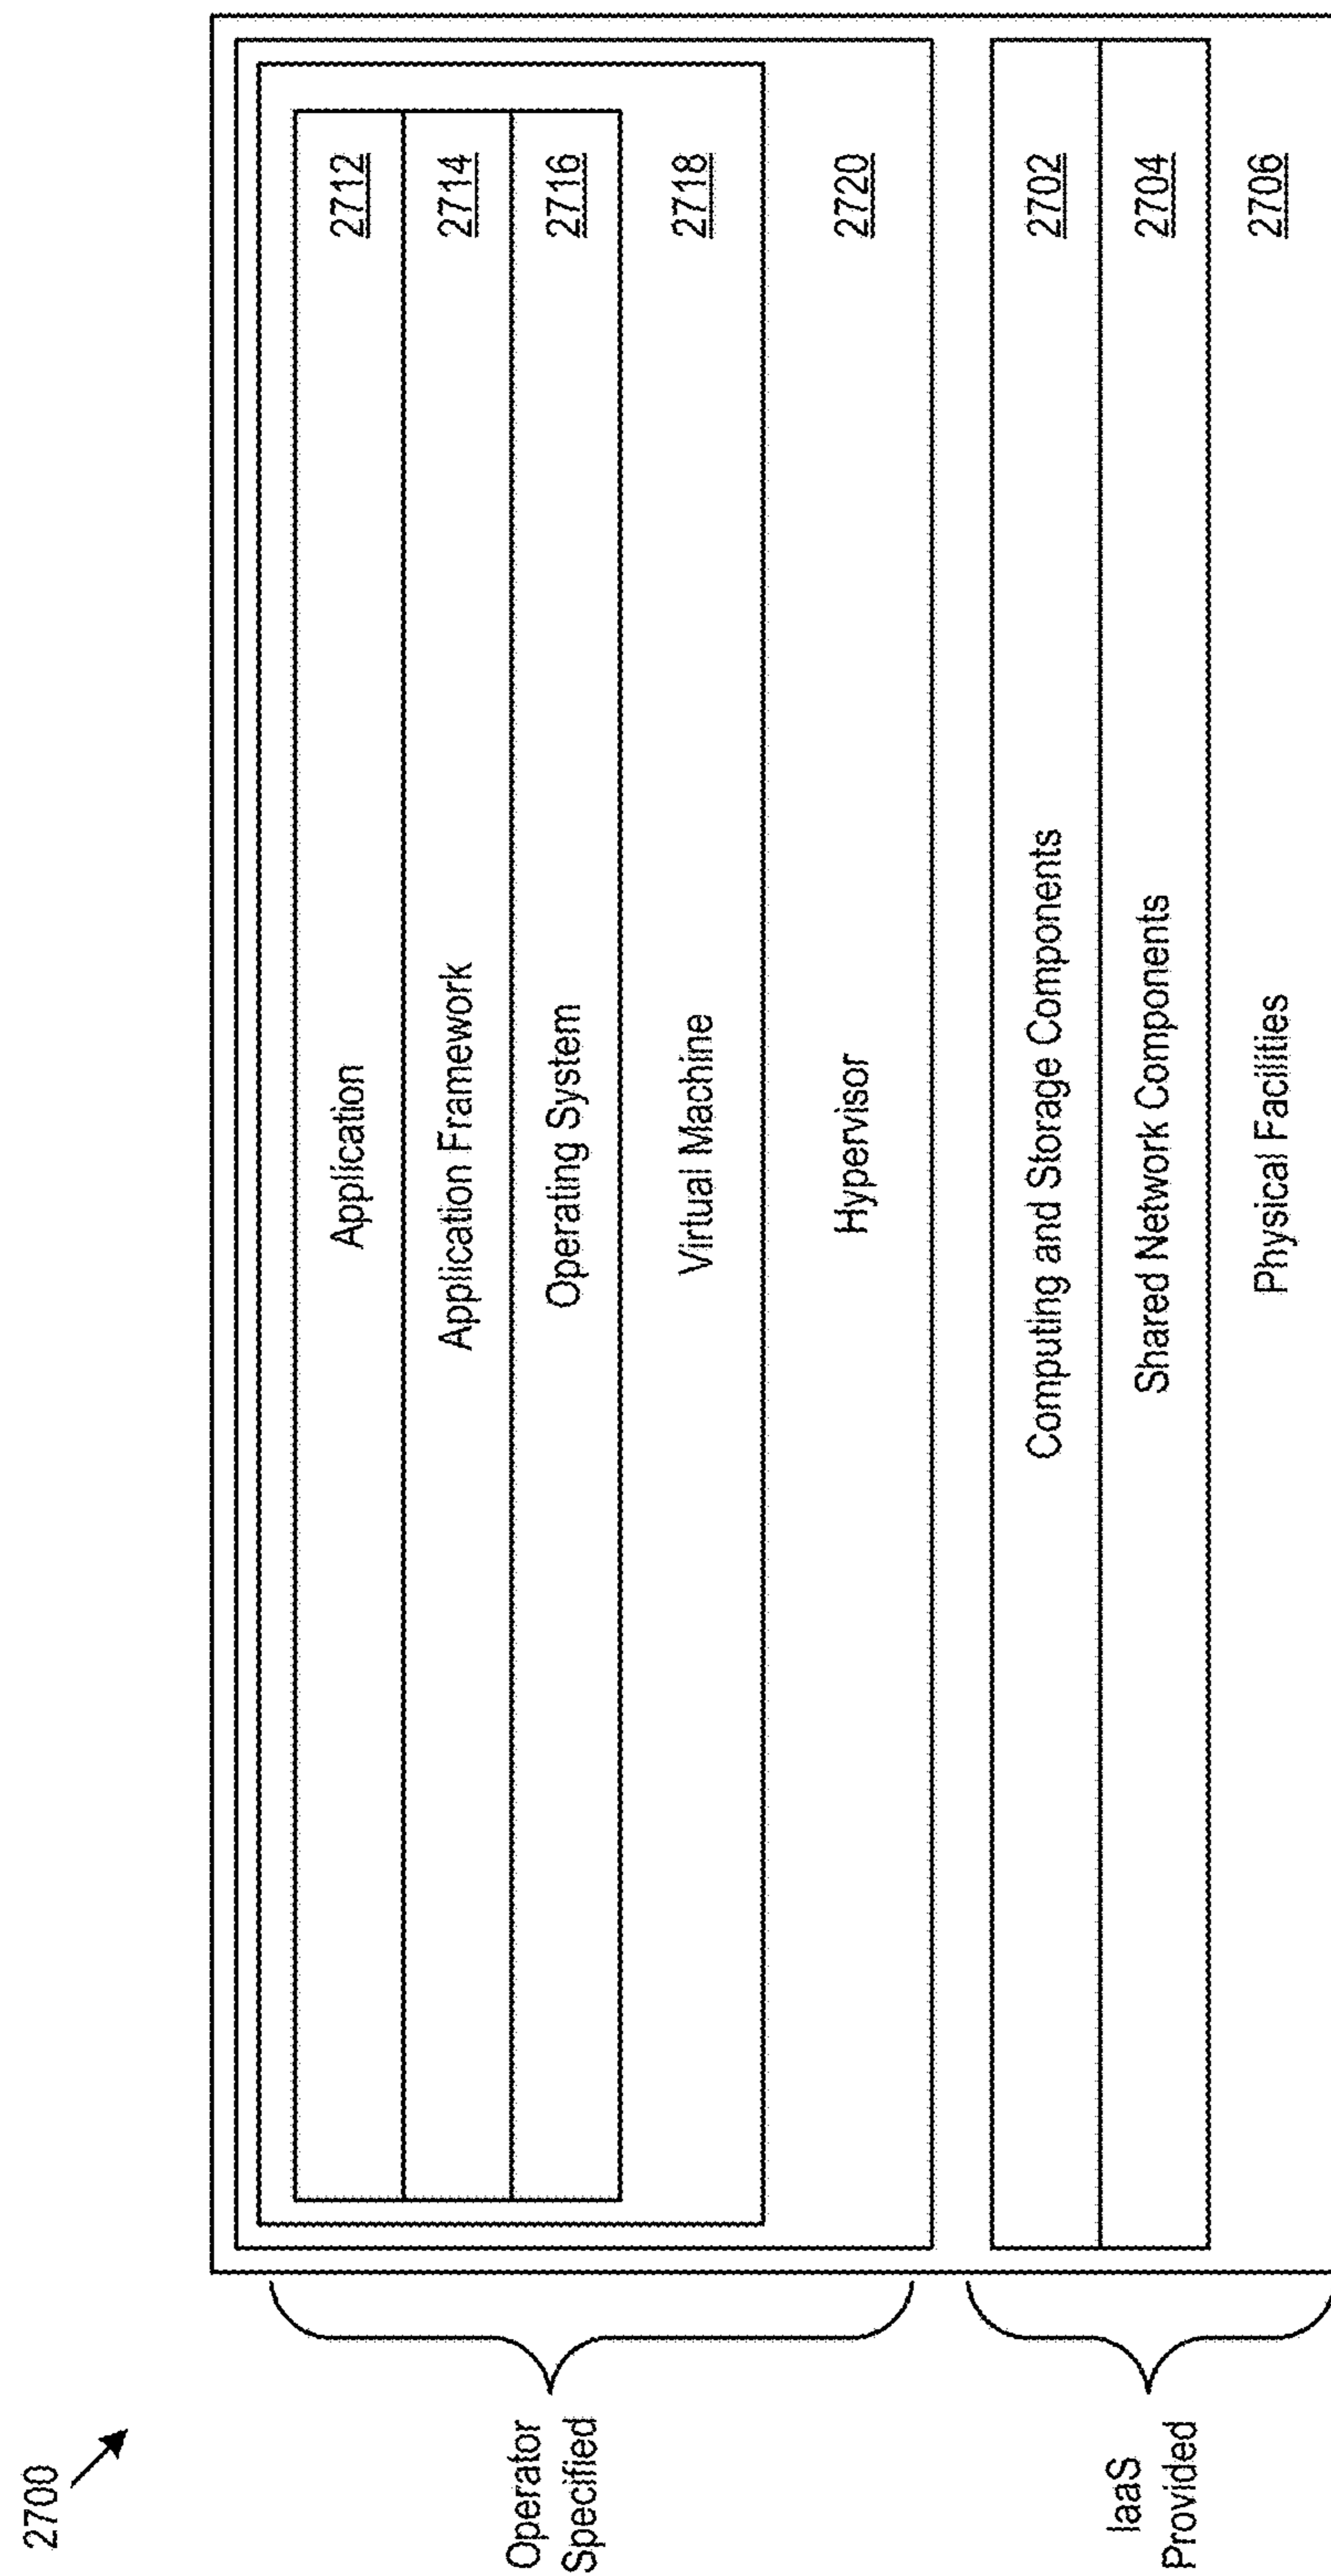 2700
Operator
Specified
Application 2712
Application Framework 2714
Operating System 2716
Virtual Machine 2718
Hypervisor 2720
IaaS
Provided
Computing and Storage Components 2702
Shared Network Components 2704
Physical Facilities 2706